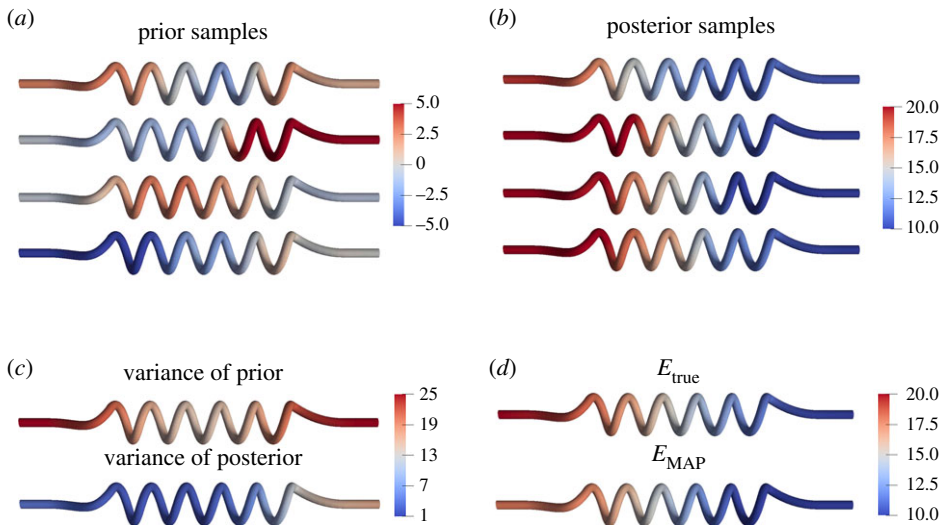 (a)
prior samples
5.0
2.5
0
−2.5
−5.0
(b)
posterior samples
20.0
17.5
15.0
12.5
10.0
(c)
variance of prior
variance of posterior
25
19
13
7
1
(d)
E_true
E_MAP
20.0
17.5
15.0
12.5
10.0